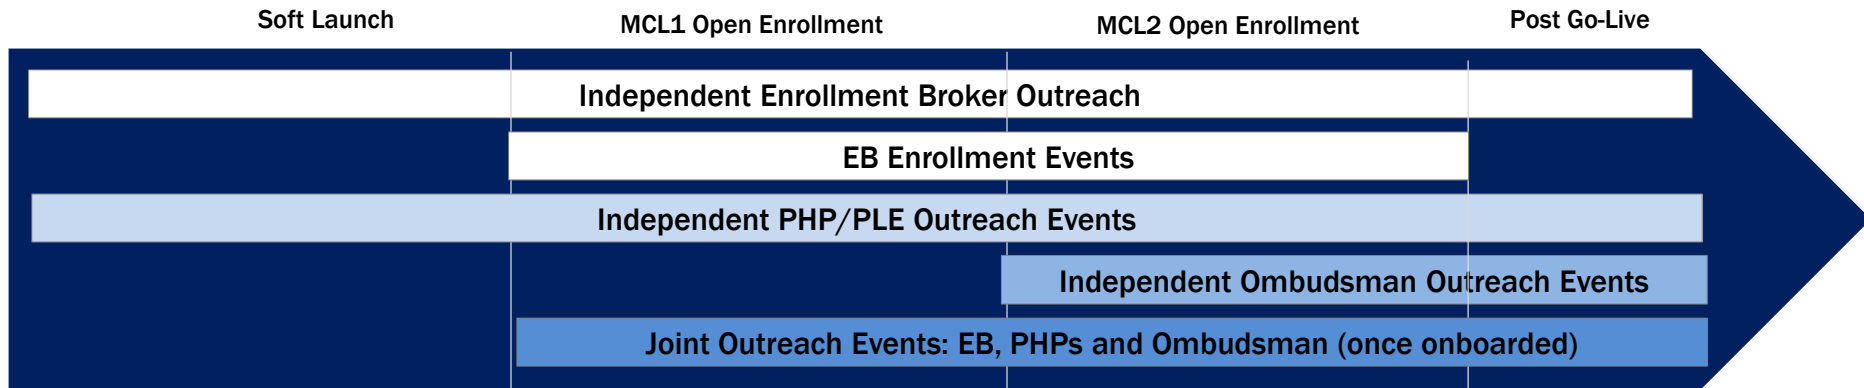 Soft Launch
MCL1 Open Enrollment
MCL2 Open Enrollment
Post Go-Live
Independent Enrollment Broker Outreach
EB Enrollment Events
Independent PHP/PLE Outreach Events
Independent Ombudsman Outreach Events
Joint Outreach Events: EB, PHPs and Ombudsman (once onboarded)